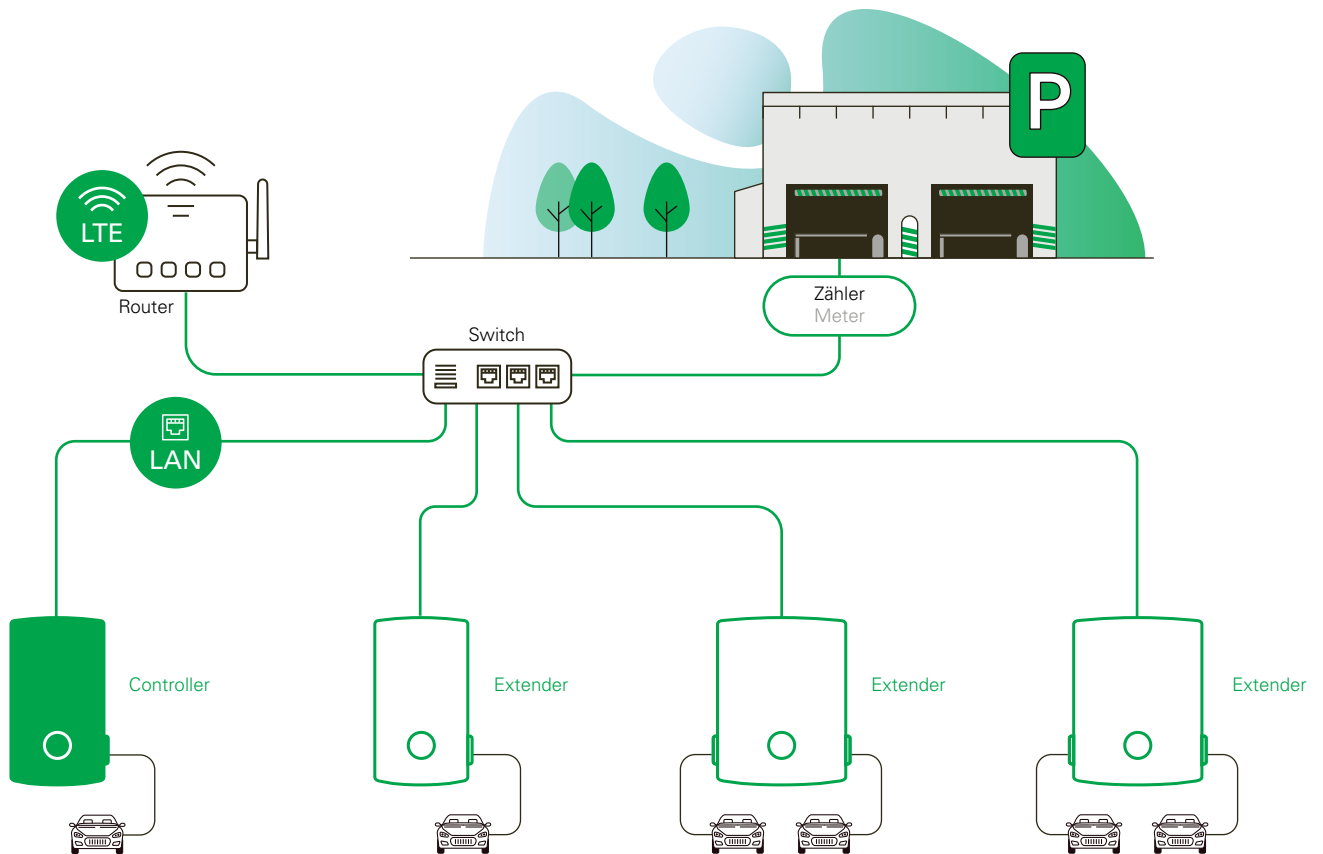 P
LTE
Router
Zähler
Meter
Switch
LAN
Controller
Extender
Extender
Extender